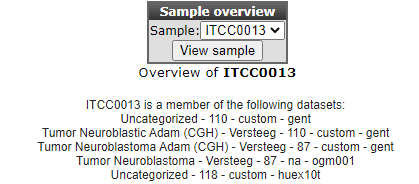 Sample overview
Sample: ITCC0013
View sample
Overview of ITCC0013
ITCC0013 is a member of the following datasets:
Uncategorized - 110 - custom - gent
Tumor Neuroblastic Adam (CGH) - Versteeg - 110 - custom - gent
Tumor Neuroblastoma Adam (CGH) - Versteeg - 87 - custom - gent
Tumor Neuroblastoma - Versteeg - 87 - na - ogm001
Uncategorized - 118 - custom - huex10t